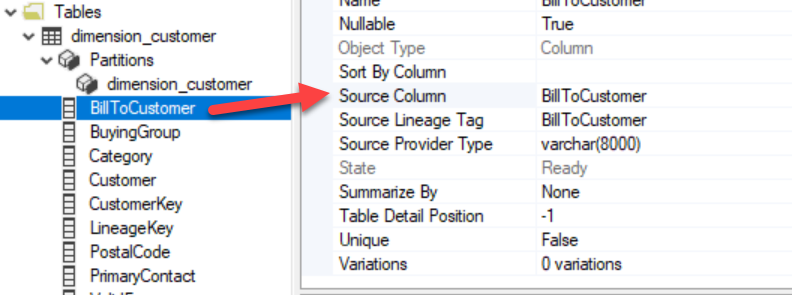 Tables
dimension_customer
Partitions
dimension_customer
BillToCustomer
BuyingGroup
Category
Customer
CustomerKey
LineageKey
PostalCode
PrimaryContact
Name BillToCustomer
Nullable True
Object Type Column
Sort By Column
Source Column BillToCustomer
Source Lineage Tag BillToCustomer
Source Provider Type varchar(8000)
State Ready
Summarize By None
Table Detail Position -1
Unique False
Variations 0 variations